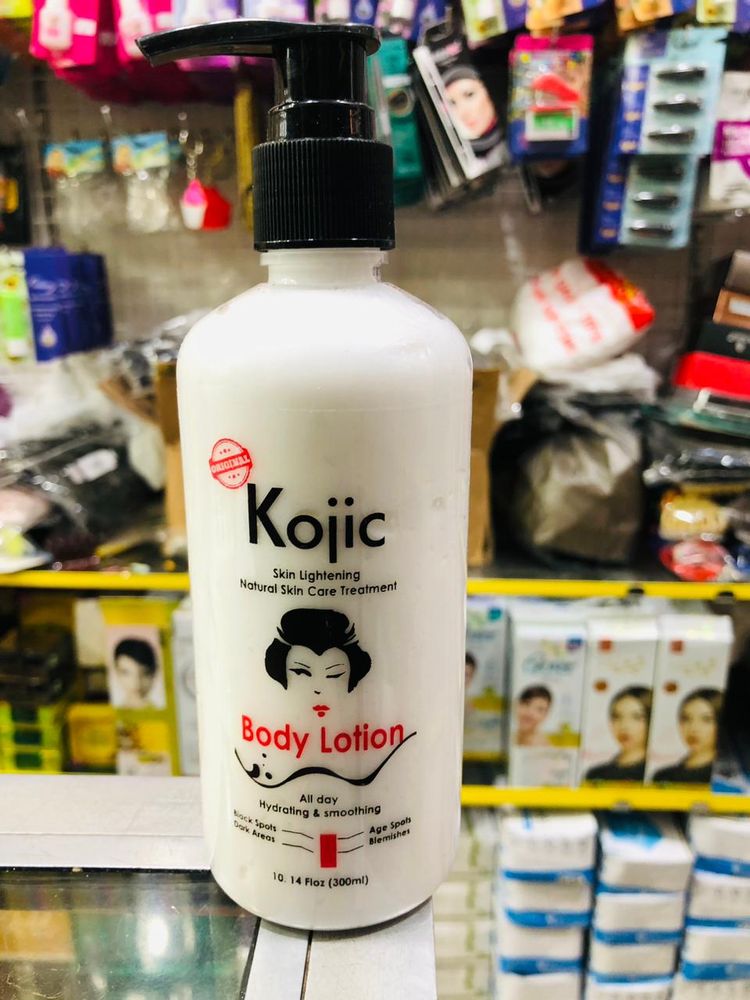 ORIGINAL
Kojic
Skin Lightening
Natural Skin Care Treatment
Body Lotion
All day
Hydrating & smoothing
Black Spots
Dark Areas
Age Spots
Blemishes
10. 14 Floz (300ml)